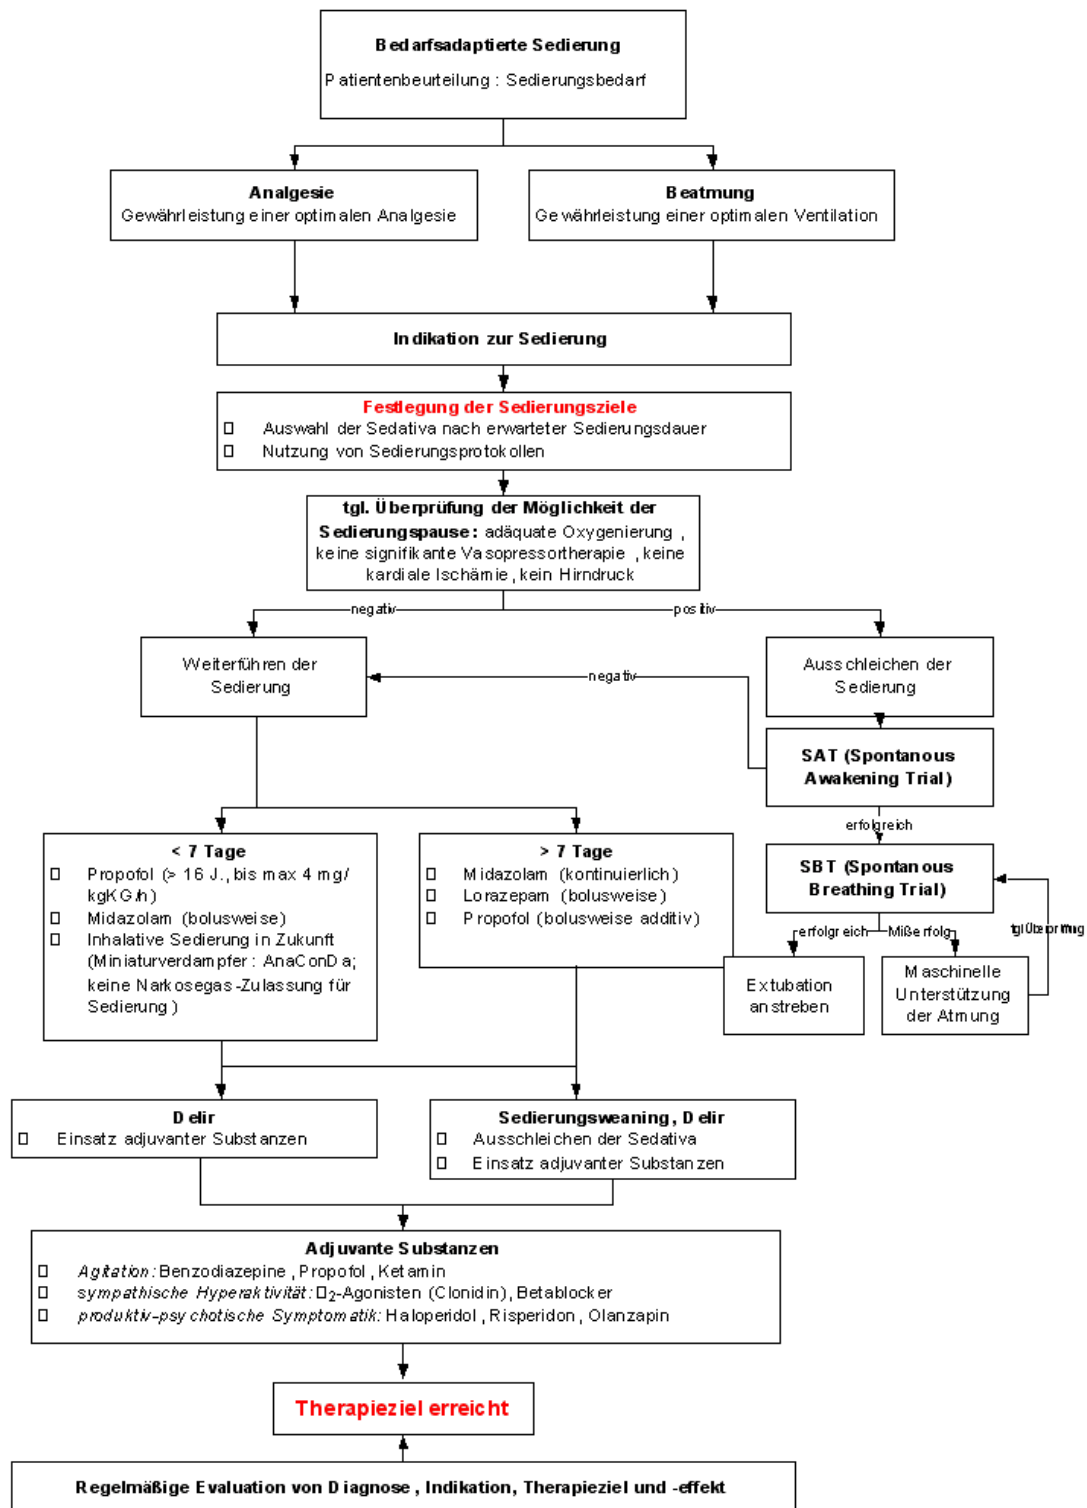 Bedarfsadaptierte Sedierung
Patientenbeurteilung : Sedierungsbedarf
Analgesie
Gewährleistung einer optimalen Analgesie
Beatmung
Gewährleistung einer optimalen Ventilation
Indikation zur Sedierung
Festlegung der Sedierungsziele
Auswahl der Sedativa nach erwarteter Sedierungsdauer
Nutzung von Sedierungsprotokollen
tgl. Überprüfung der Möglichkeit der
Sedierungspause: adäquate Oxygenierung ,
keine signifikante Vasopressortherapie , keine
kardiale Ischämie, kein Hirndruck
negativ
positiv
Weiterführen der
Sedierung
negativ
Ausschleichen der
Sedierung
SAT (Spontanous
Awakening Trial)
erfolgreich
SBT (Spontanous
Breathing Trial)
erfolgreich
Mißerfolg
tgl Überprüfung
Extubation
anstreben
Maschinelle
Unterstützung
der Atmung
< 7 Tage
Propofol (> 16 J., bis max 4 mg/
kgKG/h)
Midazolam (bolusweise)
Inhalative Sedierung in Zukunft
(Miniaturverdampfer: AnaConDa;
keine Narkosegas-Zulassung für
Sedierung)
> 7 Tage
Midazolam (kontinuierlich)
Lorazepam (bolusweise)
Propofol (bolusweise additiv)
Delir
Einsatz adjuvanter Substanzen
Sedierungsweaning, Delir
Ausschleichen der Sedativa
Einsatz adjuvanter Substanzen
Adjuvante Substanzen
Agitation: Benzodiazepine, Propofol, Ketamin
sympathische Hyperaktivität: □₂-Agonisten (Clonidin), Betablocker
produktiv-psychotische Symptomatik: Haloperidol, Risperidon, Olanzapin
Therapieziel erreicht
Regelmäßige Evaluation von Diagnose , Indikation, Therapieziel und -effekt